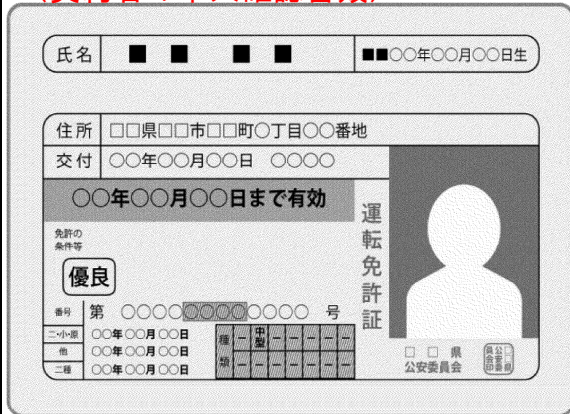 氏名 ■ ■ ■ ■ ■■○○年○○月○○日生
住所 □□県□□市□□町○丁目○○番地
交付 ○○年○○月○○日 ○○○○
○○年○○月○○日まで有効
免許の
条件等
優良
番号 第 ○○○○○○○○○○○○ 号
二・小・原 ○○年○○月○○日
他 ○○年○○月○○日
二種 ○○年○○月○○日
種類 － 中型 － － － － －
－ － － － － － －
運転免許証
□ □ 県
公安委員会